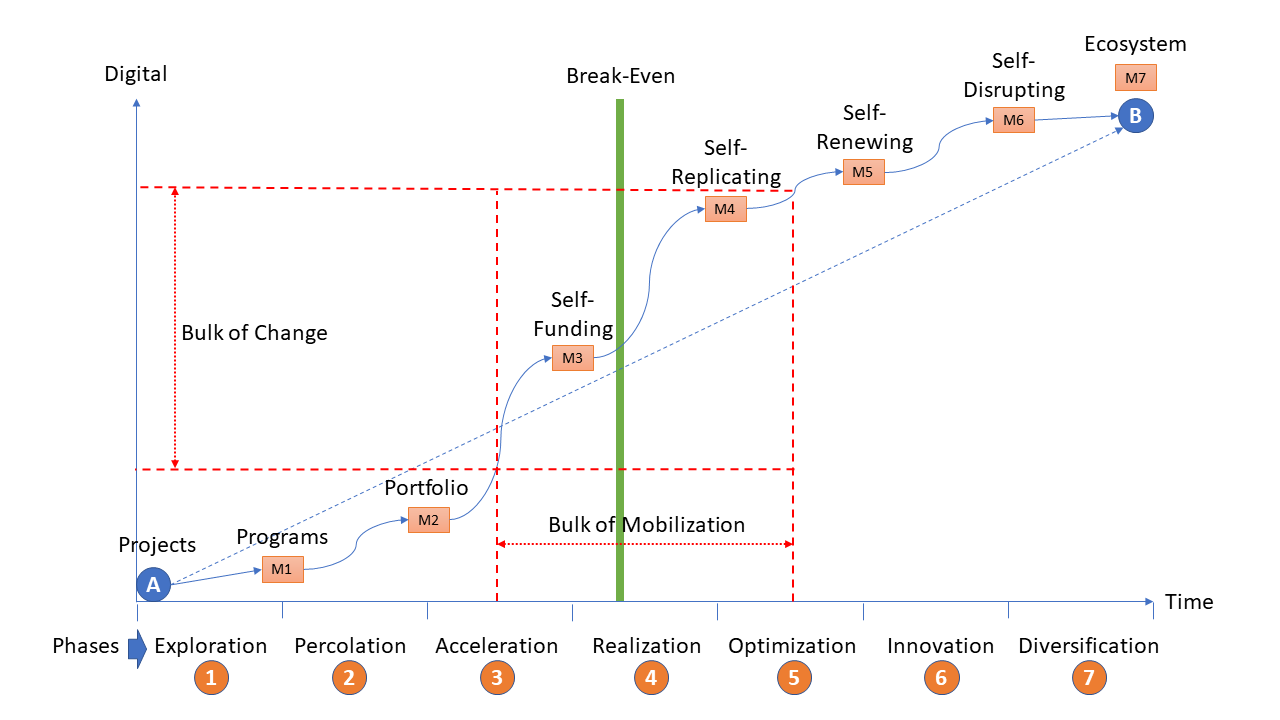 Ecosystem
Self-
Disrupting
Digital
Break-Even
M7
B
Self-
Renewing
M6
Self-
Replicating
M5
M4
Self-
Funding
Bulk of Change
M3
Portfolio
M2
Bulk of Mobilization
Projects
Programs
M1
A
Time
Phases
Exploration
Percolation
Acceleration
Realization
Optimization
Innovation
Diversification
1
2
3
4
5
6
7